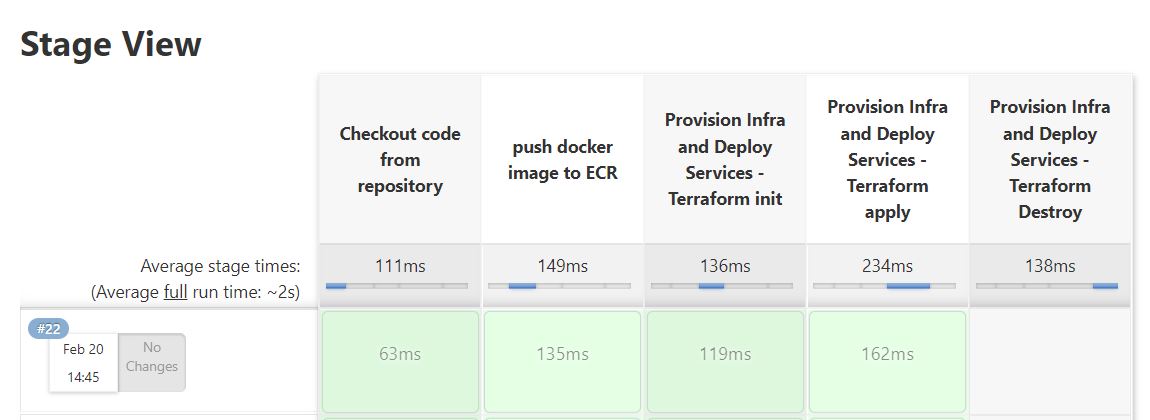 Stage View
Checkout code
from
repository
push docker
image to ECR
Provision Infra
and Deploy
Services -
Terraform init
Provision Infra
and Deploy
Services -
Terraform
apply
Provision Infra
and Deploy
Services -
Terraform
Destroy
Average stage times:
(Average full run time: ~2s)
111ms
149ms
136ms
234ms
138ms
#22
Feb 20
14:45
No
Changes
63ms
135ms
119ms
162ms